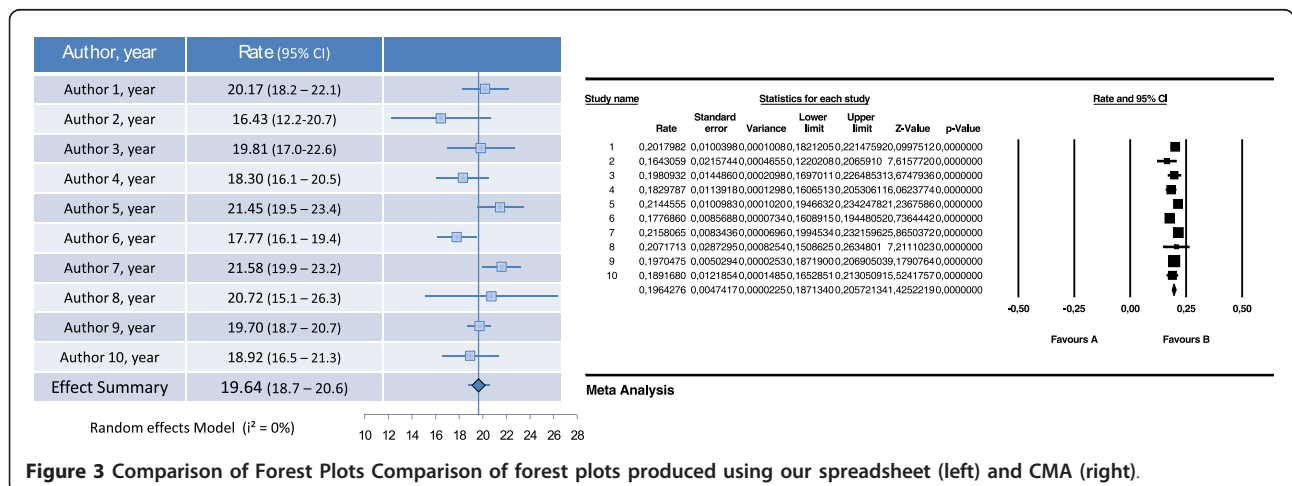 Author, year Rate (95% CI)
Author 1, year 20.17 (18.2 – 22.1)
Author 2, year 16.43 (12.2-20.7)
Author 3, year 19.81 (17.0-22.6)
Author 4, year 18.30 (16.1 – 20.5)
Author 5, year 21.45 (19.5 – 23.4)
Author 6, year 17.77 (16.1 – 19.4)
Author 7, year 21.58 (19.9 – 23.2)
Author 8, year 20.72 (15.1 – 26.3)
Author 9, year 19.70 (18.7 – 20.7)
Author 10, year 18.92 (16.5 – 21.3)
Effect Summary 19.64 (18.7 – 20.6)
Random effects Model (i² = 0%)
10 12 14 16 18 20 22 24 26 28
Study name Statistics for each study Rate and 95% CI
Standard Lower Upper
Rate error Variance limit limit Z-Value p-Value
1 0,2017982 0,0100398 0,0001008 0,1821205 0,2214759 20,0997512 0,0000000
2 0,1643059 0,0215744 0,0004655 0,1220208 0,2065910 7,6157720 0,0000000
3 0,1980932 0,0144860 0,0002098 0,1697011 0,2264853 13,6747936 0,0000000
4 0,1829787 0,0113918 0,0001298 0,1606513 0,2053061 16,0623774 0,0000000
5 0,2144555 0,0100983 0,0001020 0,1946632 0,2342478 21,2367586 0,0000000
6 0,1776860 0,0085688 0,0000734 0,1608915 0,1944805 20,7364442 0,0000000
7 0,2158065 0,0083436 0,0000696 0,1994534 0,2321596 25,8650372 0,0000000
8 0,2071713 0,0287295 0,0008254 0,1508625 0,2634801 7,2111023 0,0000000
9 0,1970475 0,0050294 0,0000253 0,1871900 0,2069050 39,1790764 0,0000000
10 0,1891680 0,0121854 0,0001485 0,1652851 0,2130509 15,5241757 0,0000000
0,1964276 0,0047417 0,0000225 0,1871340 0,2057213 41,4252219 0,0000000
-0,50 -0,25 0,00 0,25 0,50
Favours A Favours B
Meta Analysis
Figure 3 Comparison of Forest Plots Comparison of forest plots produced using our spreadsheet (left) and CMA (right).